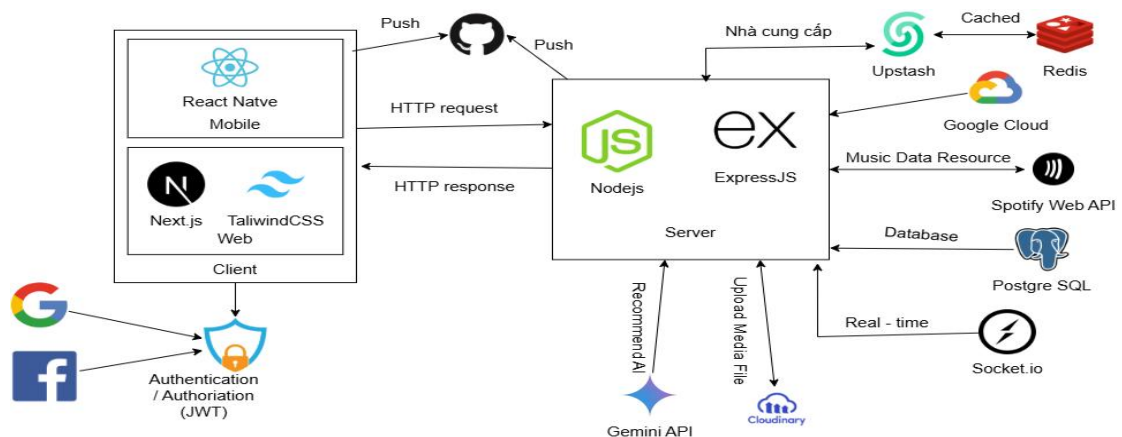 Push
Push
React Natve
Mobile
Next.js
TaliwindCSS
Web
Client
HTTP request
HTTP response
JS
Nodejs
ex
ExpressJS
Server
Nhà cung cấp
Upstash
Cached
Redis
Google Cloud
Music Data Resource
Spotify Web API
Database
Postgre SQL
Real - time
Socket.io
Recommend AI
Gemini API
Upload Media File
Cloudinary
Authentication
/ Authoriation
(JWT)